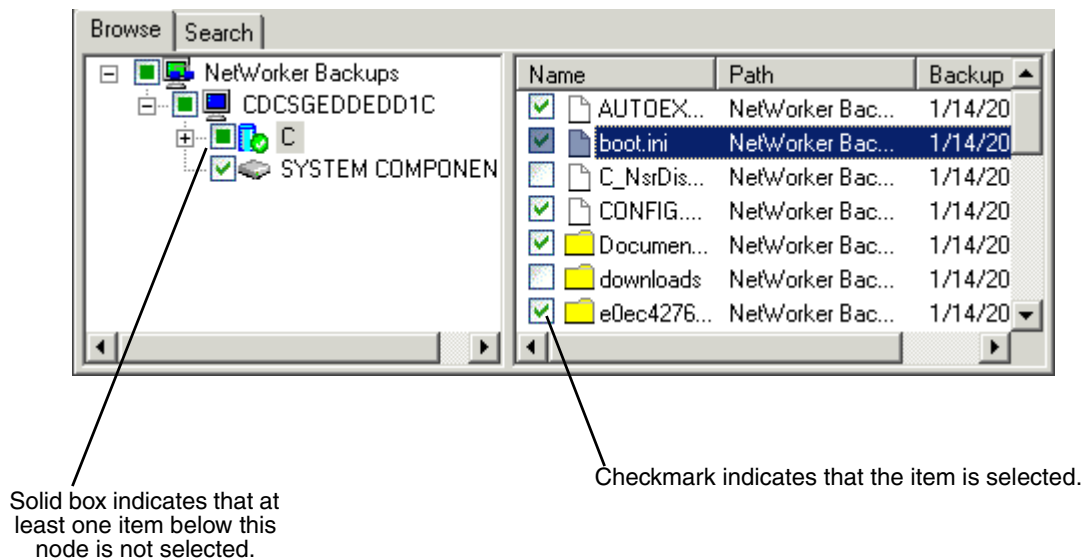 Browse Search
NetWorker Backups
CDCSGEDDEDD1C
C
SYSTEM COMPONEN
Name Path Backup
AUTOEX... NetWorker Bac... 1/14/20
boot.ini NetWorker Bac... 1/14/20
C_NsrDis... NetWorker Bac... 1/14/20
CONFIG.... NetWorker Bac... 1/14/20
Documen... NetWorker Bac... 1/14/20
downloads NetWorker Bac... 1/14/20
e0ec4276... NetWorker Bac... 1/14/20
Checkmark indicates that the item is selected.
Solid box indicates that at
least one item below this
node is not selected.